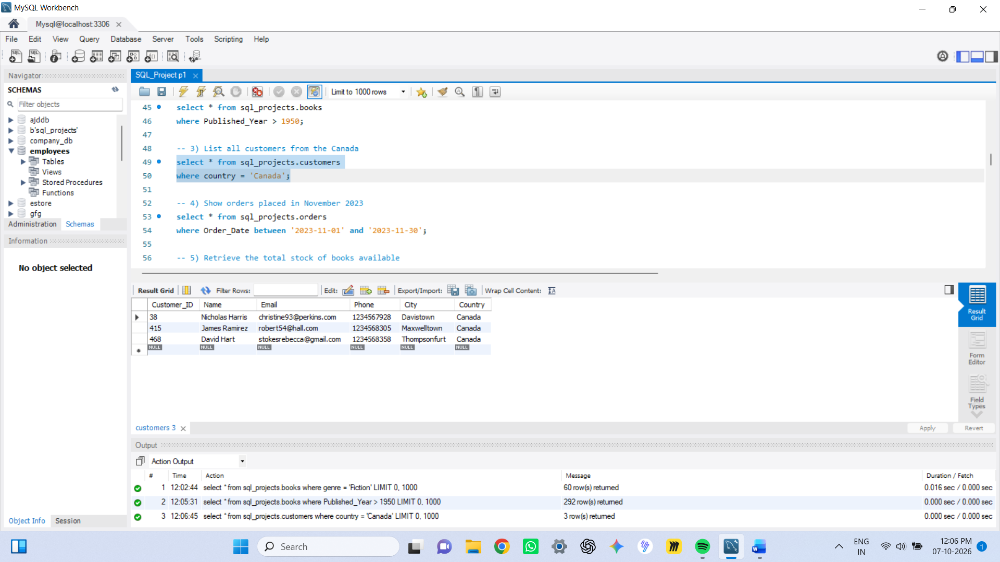 MySQL Workbench
Mysql@localhost:3306
File Edit View Query Database Server Tools Scripting Help
Navigator
SCHEMAS
Filter objects
ajddb
b'sql_projects'
company_db
employees
Tables
Views
Stored Procedures
Functions
estore
gfg
Administration Schemas
Information
No object selected
Object Info Session
SQL_Project p1
Limit to 1000 rows
45 select * from sql_projects.books
46 where Published_Year > 1950;
47
48 -- 3) List all customers from the Canada
49 select * from sql_projects.customers
50 where country = 'Canada';
51
52 -- 4) Show orders placed in November 2023
53 select * from sql_projects.orders
54 where Order_Date between '2023-11-01' and '2023-11-30';
55
56 -- 5) Retrieve the total stock of books available
Result Grid Filter Rows: Edit: Export/Import: Wrap Cell Content:
Customer_ID Name Email Phone City Country
38 Nicholas Harris christine93@perkins.com 1234567928 Davistown Canada
415 James Ramirez robert54@hall.com 1234568305 Maxwelltown Canada
468 David Hart stokesrebecca@gmail.com 1234568358 Thompsonfurt Canada
NULL NULL NULL NULL NULL NULL
Result
Grid
Form
Editor
Field
Types
customers 3
Apply Revert
Output
Action Output
# Time Action Message Duration / Fetch
1 12:02:44 select * from sql_projects.books where genre = 'Fiction' LIMIT 0, 1000 60 row(s) returned 0.016 sec / 0.000 sec
2 12:05:31 select * from sql_projects.books where Published_Year > 1950 LIMIT 0, 1000 292 row(s) returned 0.000 sec / 0.000 sec
3 12:06:45 select * from sql_projects.customers where country = 'Canada' LIMIT 0, 1000 3 row(s) returned 0.000 sec / 0.000 sec
Search
ENG
IN
12:06 PM
07-10-2026
1